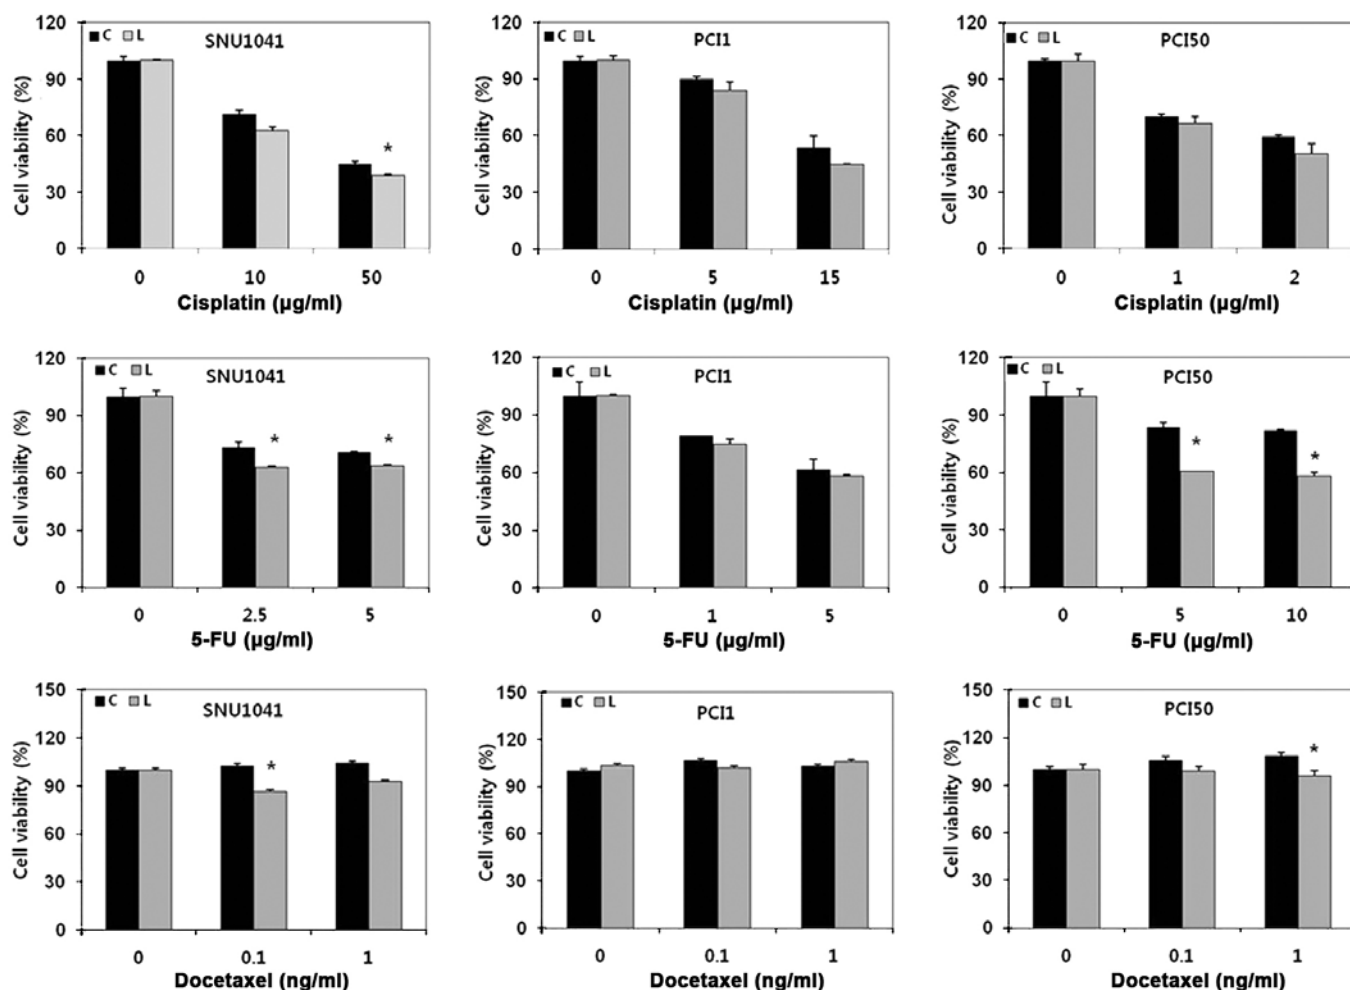 120
90
60
30
0
Cell viability (%)
C L
SNU1041
*
0 10 50
Cisplatin (µg/ml)
120
90
60
30
0
Cell viability (%)
C L
PCI1
0 5 15
Cisplatin (µg/ml)
120
90
60
30
0
Cell viability (%)
C L
PCI50
0 1 2
Cisplatin (µg/ml)
120
90
60
30
0
Cell viability (%)
C L
SNU1041
* *
0 2.5 5
5-FU (µg/ml)
120
90
60
30
0
Cell viability (%)
C L
PCI1
0 1 5
5-FU (µg/ml)
120
90
60
30
0
Cell viability (%)
C L
PCI50
* *
0 5 10
5-FU (µg/ml)
150
120
90
60
30
0
Cell viability (%)
C L
SNU1041
*
0 0.1 1
Docetaxel (ng/ml)
150
120
90
60
30
0
Cell viability (%)
C L
PCI1
0 0.1 1
Docetaxel (ng/ml)
150
120
90
60
30
0
Cell viability (%)
C L
PCI50
*
0 0.1 1
Docetaxel (ng/ml)